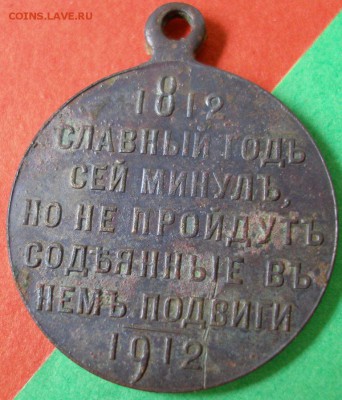 COINS.LAVE.RU
1812
СЛАВНЫЙ ГОДЪ
СЕЙ МИНУЛЪ,
НО НЕ ПРОЙДУТЪ
СОДѢЯННЫЕ ВЪ
НЕМЪ ПОДВИГИ
1912